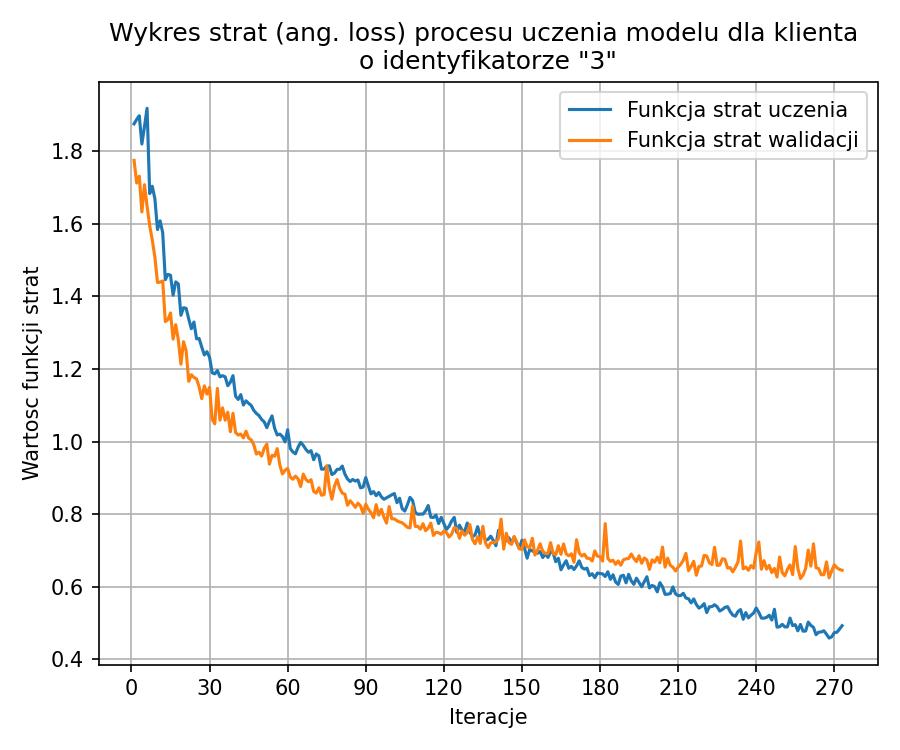 Wykres strat (ang. loss) procesu uczenia modelu dla klienta
o identyfikatorze "3"
Funkcja strat uczenia
Funkcja strat walidacji
Wartosc funkcji strat
1.8
1.6
1.4
1.2
1.0
0.8
0.6
0.4
0 30 60 90 120 150 180 210 240 270
Iteracje